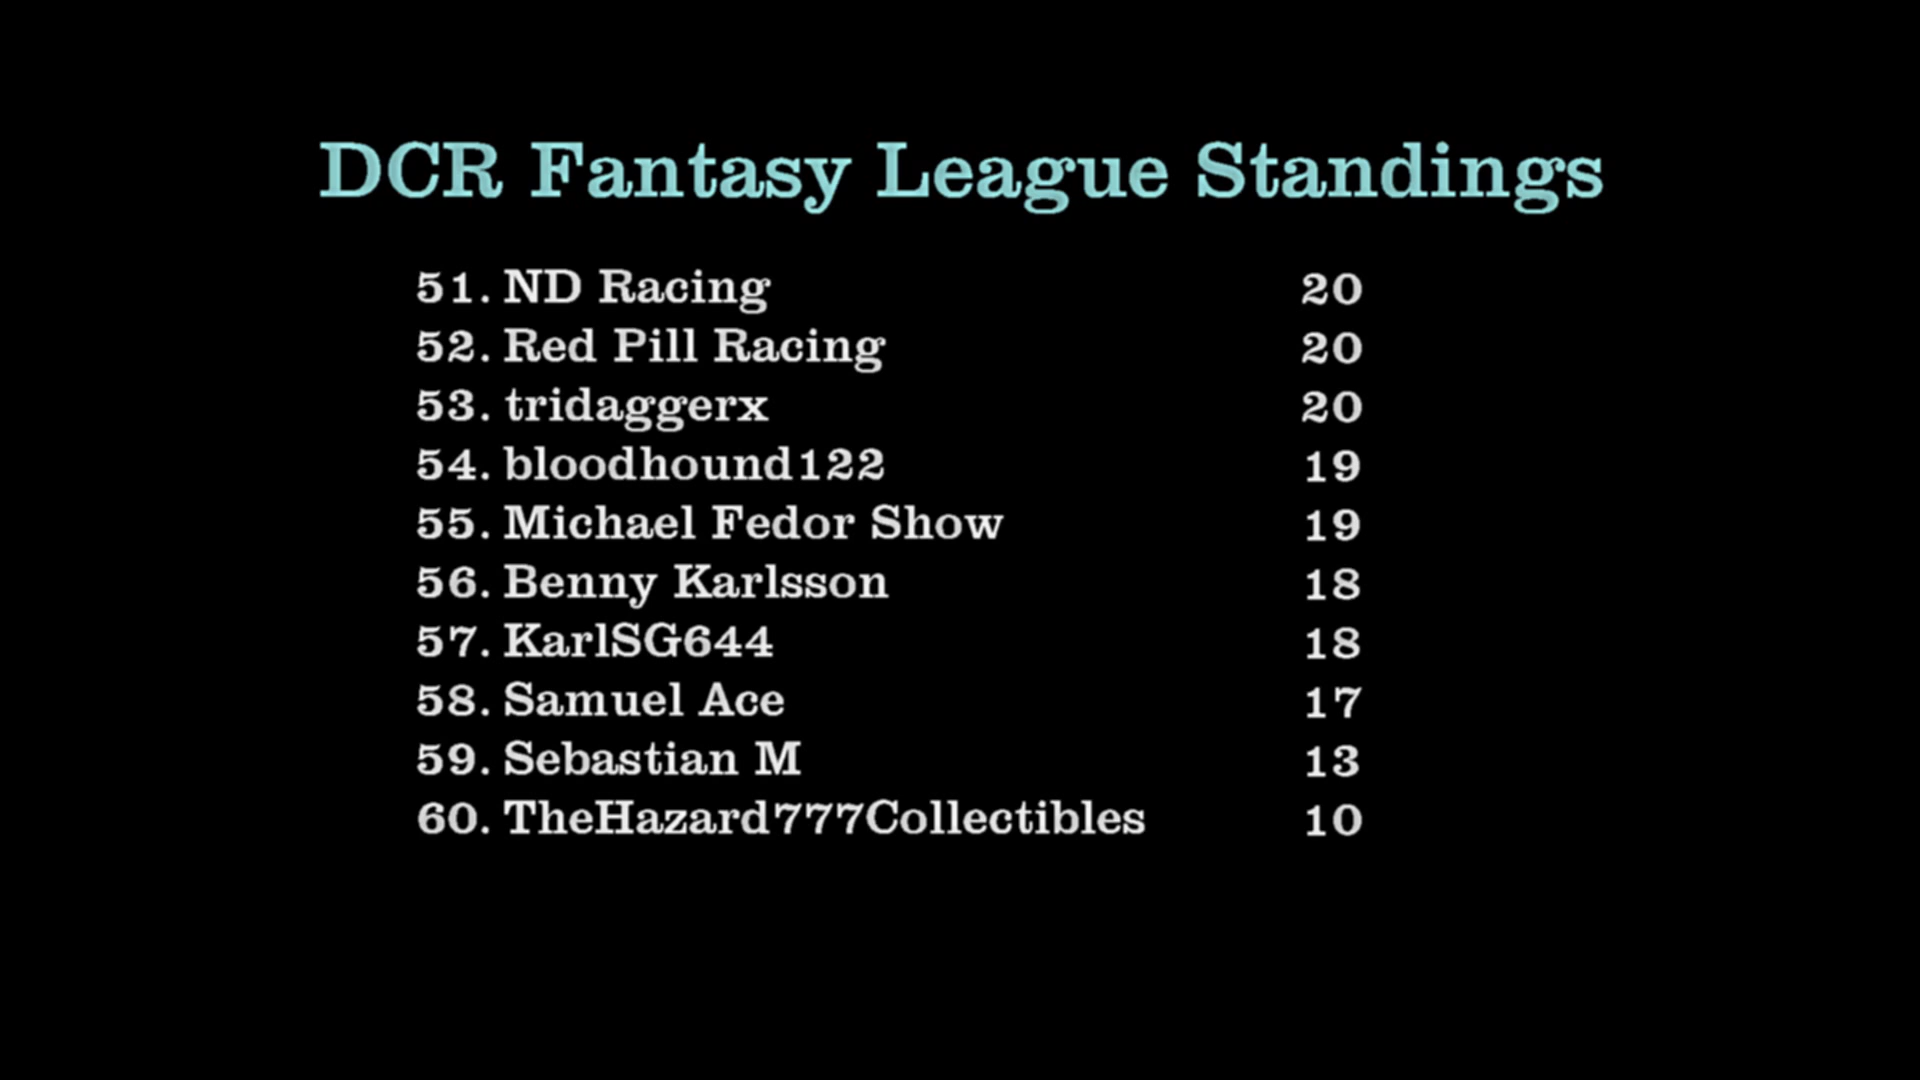 DCR Fantasy League Standings
51. ND Racing 20
52. Red Pill Racing 20
53. tridaggerx 20
54. bloodhound122 19
55. Michael Fedor Show 19
56. Benny Karlsson 18
57. KarlSG644 18
58. Samuel Ace 17
59. Sebastian M 13
60. TheHazard777Collectibles 10